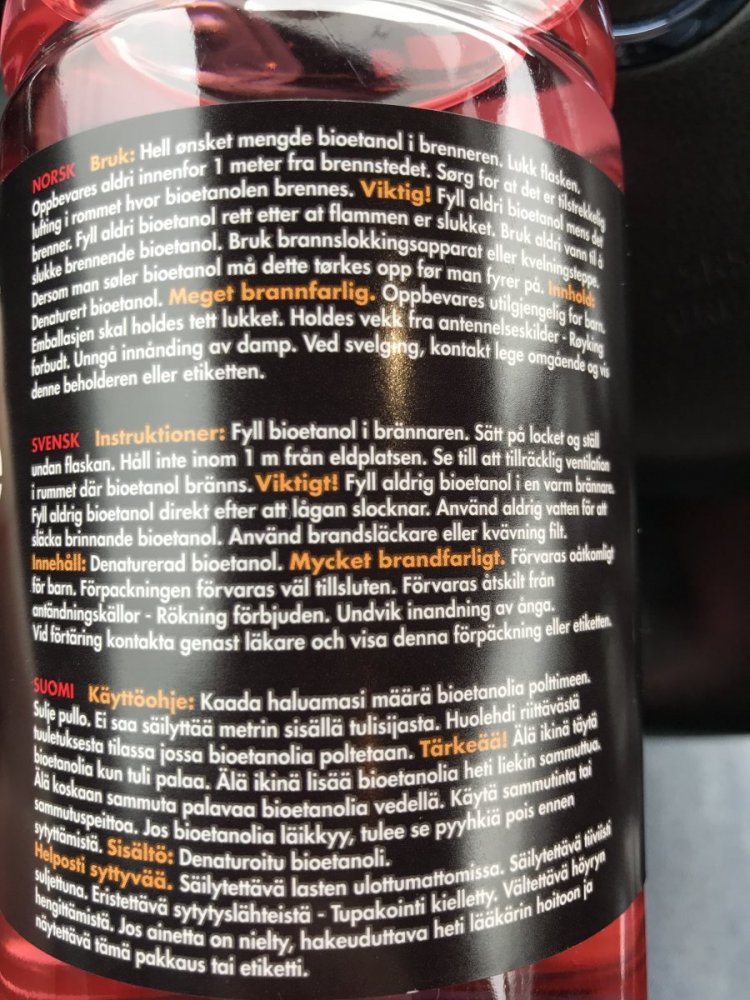 NORSK Bruk: Hell ønsket mengde bioetanol i brenneren. Lukk flasken.
Oppbevares aldri innenfor 1 meter fra brennstedet. Sørg for at det er tilstrekkelig
lufting i rommet hvor bioetanolen brennes. Viktig! Fyll aldri bioetanol mens det
brenner. Fyll aldri bioetanol rett etter at flammen er slukket. Bruk aldri vann til å
slukke brennende bioetanol. Bruk brannslokkingsapparat eller kvelningsteppe.
Dersom man søler bioetanol må dette tørkes opp før man fyrer på. Innhold:
Denaturert bioetanol. Meget brannfarlig. Oppbevares utilgjengelig for barn.
Emballasjen skal holdes tett lukket. Holdes vekk fra antennelseskilder - Røyking
forbudt. Unngå innånding av damp. Ved svelging, kontakt lege omgående og vis
denne beholderen eller etiketten.
SVENSK Instruktioner: Fyll bioetanol i brännaren. Sätt på locket og ställ
undan flaskan. Håll inte inom 1 m från eldplatsen. Se till att tillräcklig ventilation
i rummet där bioetanol bränns. Viktigt! Fyll aldrig bioetanol i en varm brännare.
Fyll aldrig bioetanol direkt efter att lågan slocknar. Använd aldrig vatten för att
släcka brinnande bioetanol. Använd brandsläckare eller kvävning filt.
Innehåll: Denaturerad bioetanol. Mycket brandfarligt. Förvaras oåtkomligt
för barn. Förpackningen förvaras väl tillsluten. Förvaras åtskilt från
antändningskällor - Rökning förbjuden. Undvik inandning av ånga.
Vid förtäring kontakta genast läkare och visa denna förpäckning eller etiketten.
SUOMI Käyttöohje: Kaada haluamasi määrä bioetanolia polttimeen.
Sulje pullo. Ei saa säilyttää metrin sisällä tulisijasta. Huolehdi riittävästä
tuuletuksesta tilassa jossa bioetanolia poltetaan. Tärkeää! Älä ikinä täytä
bioetanolia kun tuli palaa. Älä ikinä lisää bioetanolia heti liekin sammuttua.
Älä koskaan sammuta palavaa bioetanolia vedellä. Käytä sammutinta tai
sammutuspeittoa. Jos bioetanolia läikkyy, tulee se pyyhkiä pois ennen
sytyttämistä. Sisältö: Denaturoitu bioetanoli.
Helposti syttyvää. Säilytettävä lasten ulottumattomissa. Säilytettävä tiiviisti
suljettuna. Eristettävä sytytyslähteistä - Tupakointi kielletty. Vältettävä höyryn
hengittämistä. Jos ainetta on nielty, hakeuduttava heti lääkärin hoitoon ja
näytettävä tämä pakkaus tai etiketti.